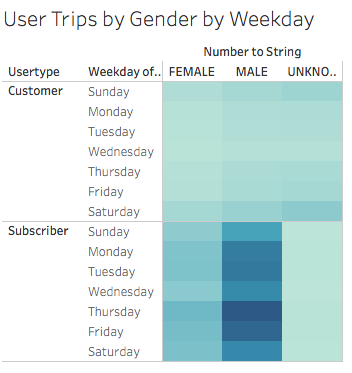 User Trips by Gender by Weekday
Number to String
Usertype Weekday of.. FEMALE MALE UNKNO..
Customer Sunday
Monday
Tuesday
Wednesday
Thursday
Friday
Saturday
Subscriber Sunday
Monday
Tuesday
Wednesday
Thursday
Friday
Saturday